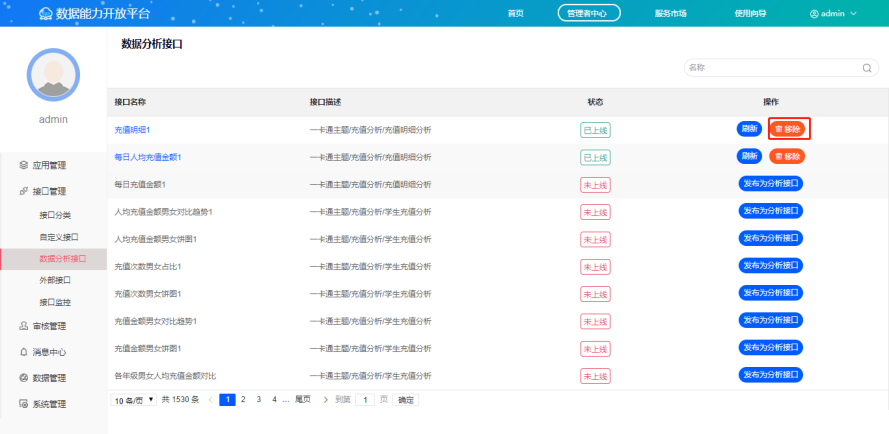 数据能力开放平台
首页 管理者中心 服务市场 使用向导 admin
数据分析接口
名称
admin
接口名称 接口描述 状态 操作
充值明细1 一卡通主题/充值分析/充值明细分析 已上线 刷新 移除
每日人均充值金额1 一卡通主题/充值分析/充值明细分析 已上线 刷新 移除
每日充值金额1 一卡通主题/充值分析/充值明细分析 未上线 发布为分析接口
人均充值金额男女对比趋势1 一卡通主题/充值分析/学生充值分析 未上线 发布为分析接口
人均充值金额男女饼图1 一卡通主题/充值分析/学生充值分析 未上线 发布为分析接口
充值次数男女占比1 一卡通主题/充值分析/学生充值分析 未上线 发布为分析接口
充值次数男女饼图1 一卡通主题/充值分析/学生充值分析 未上线 发布为分析接口
充值金额男女对比趋势1 一卡通主题/充值分析/学生充值分析 未上线 发布为分析接口
充值金额男女饼图1 一卡通主题/充值分析/学生充值分析 未上线 发布为分析接口
各年级男女人均充值金额对比 一卡通主题/充值分析/学生充值分析 未上线 发布为分析接口
10 条/页 共 1530 条 < 1 2 3 4 ... 尾页 > 到第 1 页 确定
应用管理
接口管理
接口分类
自定义接口
数据分析接口
外部接口
接口监控
审核管理
消息中心
数据管理
系统管理